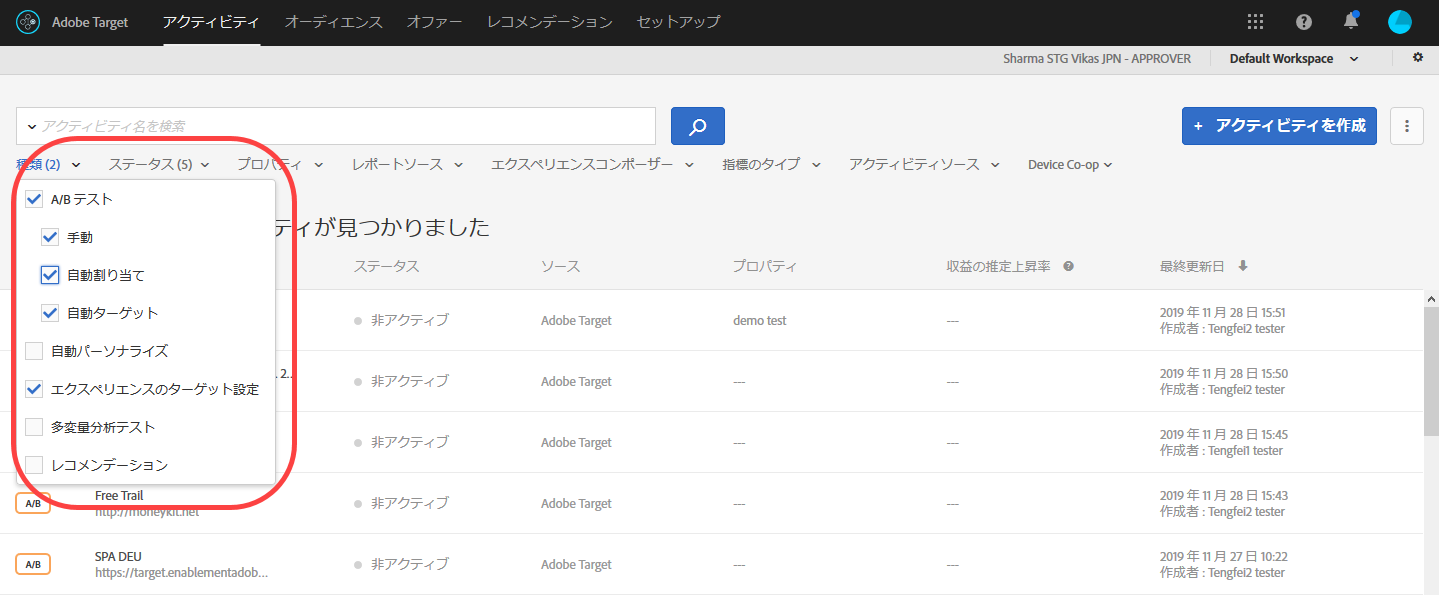 Adobe Target アクティビティ オーディエンス オファー レコメンデーション セットアップ
Sharma STG Vikas JPN - APPROVER Default Workspace
アクティビティ名を検索
+ アクティビティを作成
種類 (2) ステータス (5) プロパティ レポートソース エクスペリエンスコンポーザー 指標のタイプ アクティビティソース Device Co-op
A/B テスト
手動
自動割り当て
自動ターゲット
自動パーソナライズ
エクスペリエンスのターゲット設定
多変量分析テスト
レコメンデーション
ティが見つかりました
ステータス ソース プロパティ 収益の推定上昇率 最終更新日
非アクティブ Adobe Target demo test --- 2019 年 11 月 28 日 15:51
作成者 : Tengfei2 tester
. 2... 非アクティブ Adobe Target --- --- 2019 年 11 月 28 日 15:50
作成者 : Tengfei2 tester
非アクティブ Adobe Target --- --- 2019 年 11 月 28 日 15:45
作成者 : Tengfei1 tester
A/B Free Trail 非アクティブ Adobe Target --- --- 2019 年 11 月 28 日 15:43
http://moneykit.net 作成者 : Tengfei2 tester
A/B SPA DEU 非アクティブ Adobe Target --- --- 2019 年 11 月 27 日 10:22
https://target.enablementadob... 作成者 : Tengfei2 tester